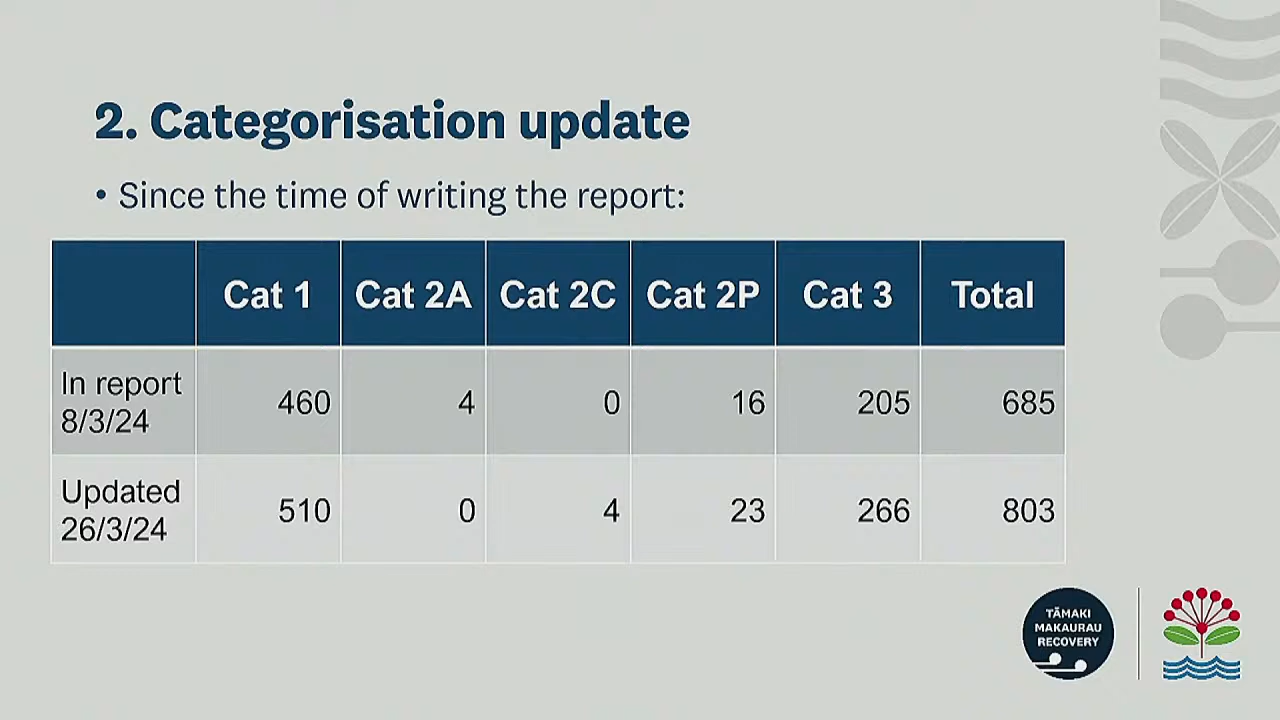 2. Categorisation update
• Since the time of writing the report:
Cat 1 Cat 2A Cat 2C Cat 2P Cat 3 Total
In report
8/3/24 460 4 0 16 205 685
Updated
26/3/24 510 0 4 23 266 803
TĀMAKI
MAKAURAU
RECOVERY